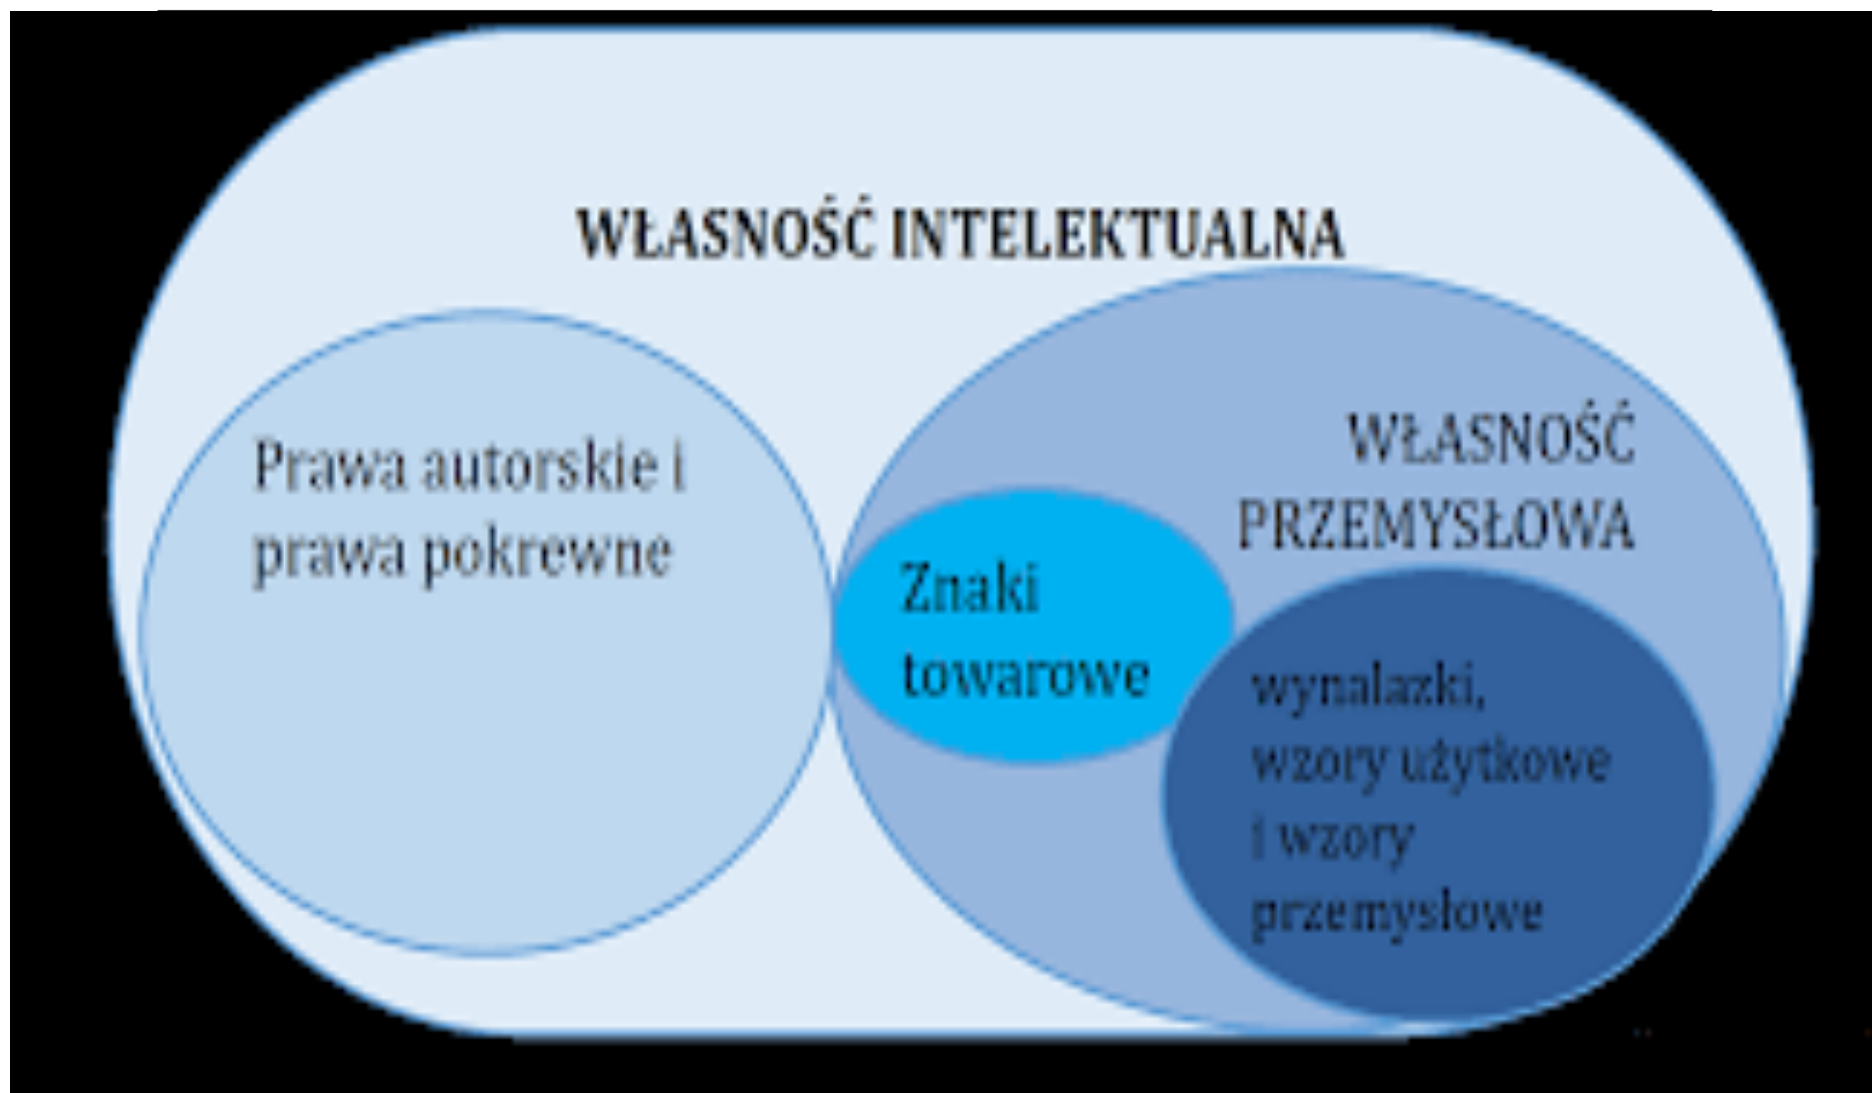 WŁASNOŚĆ INTELEKTUALNA
Prawa autorskie i
prawa pokrewne
WŁASNOŚĆ
PRZEMYSŁOWA
Znaki
towarowe
wynalazki,
wzory użytkowe
i wzory
przemysłowe